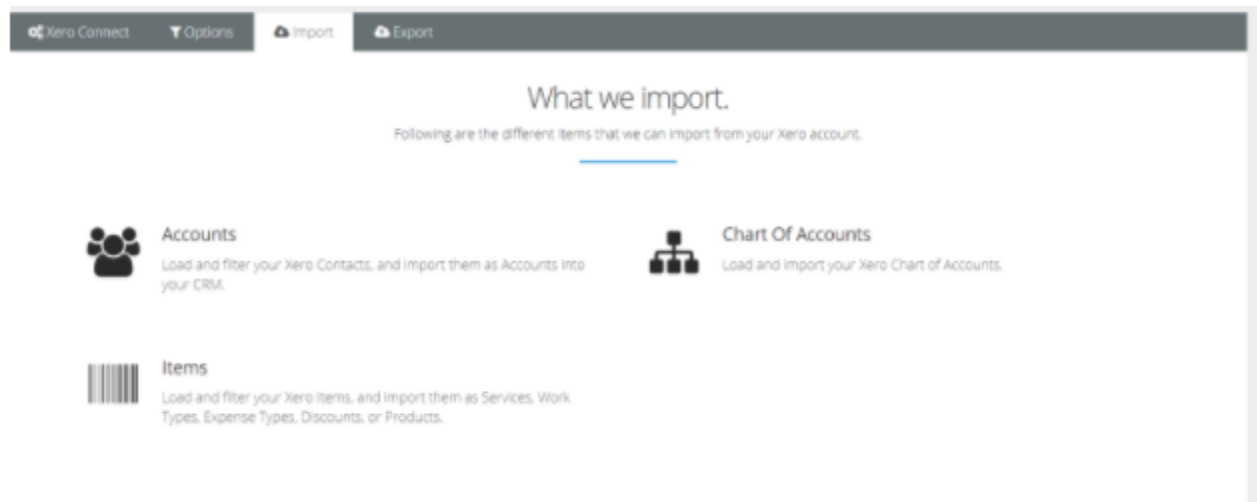 Xero Connect
Options
Import
Export
What we import.
Following are the different items that we can import from your Xero account.
Accounts
Load and filter your Xero Contacts, and import them as Accounts into
your CRM.
Chart Of Accounts
Load and import your Xero Chart of Accounts.
Items
Load and filter your Xero Items, and import them as Services, Work
Types, Expense Types, Discounts, or Products.